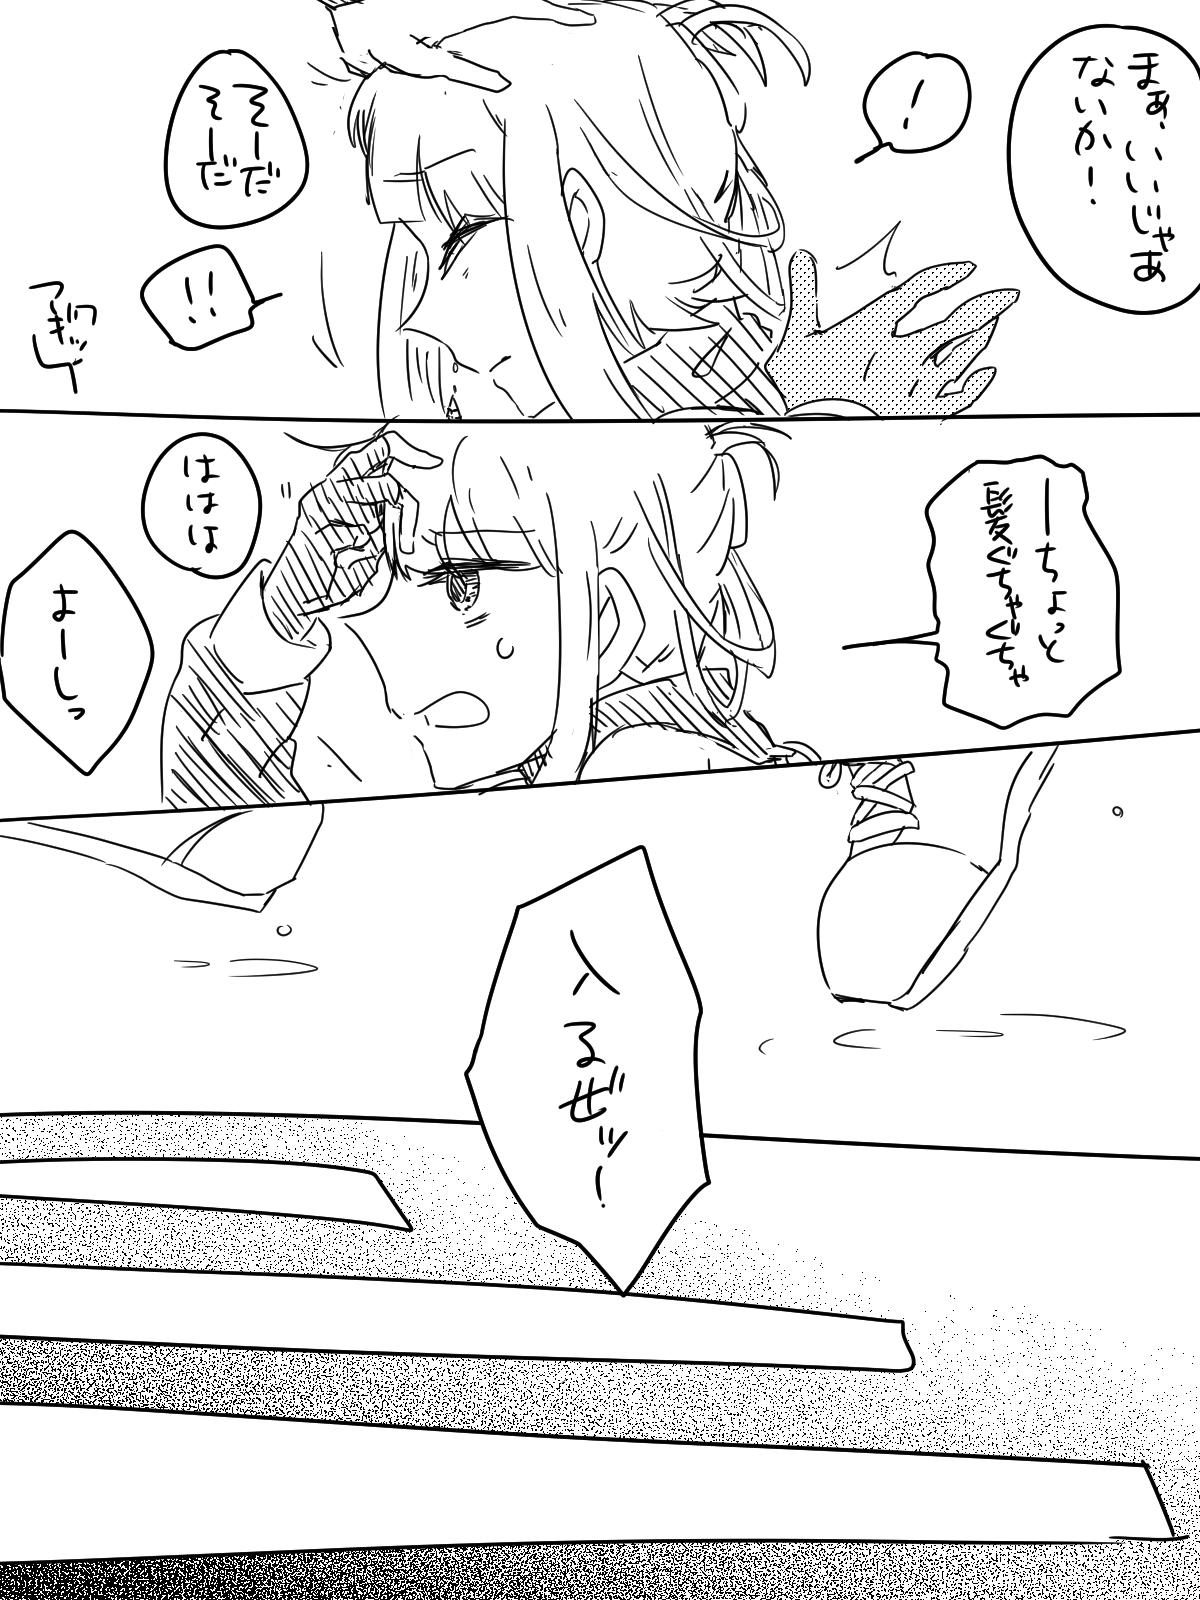 まぁ、いいじゃあ
ないか!
!
そーだ
そーだ
!!
ーちょっと
髪ぐちゃぐちゃ
ははは
よーしっ
入るぜッー!